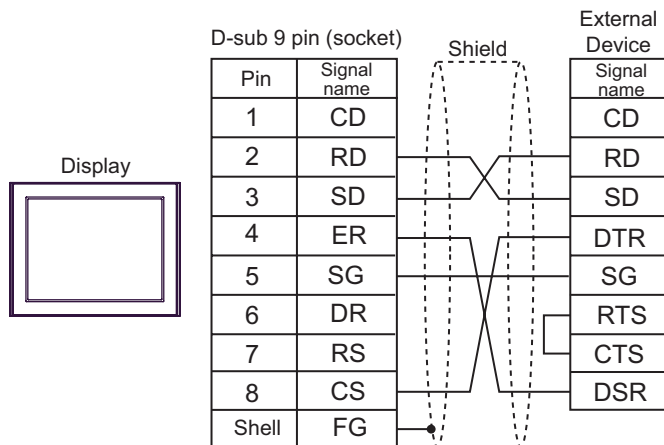 External
Device
D-sub 9 pin (socket)
Shield
Pin Signal name Signal name
1 CD CD
2 RD RD
Display
3 SD SD
4 ER DTR
5 SG SG
6 DR RTS
7 RS CTS
8 CS DSR
Shell FG